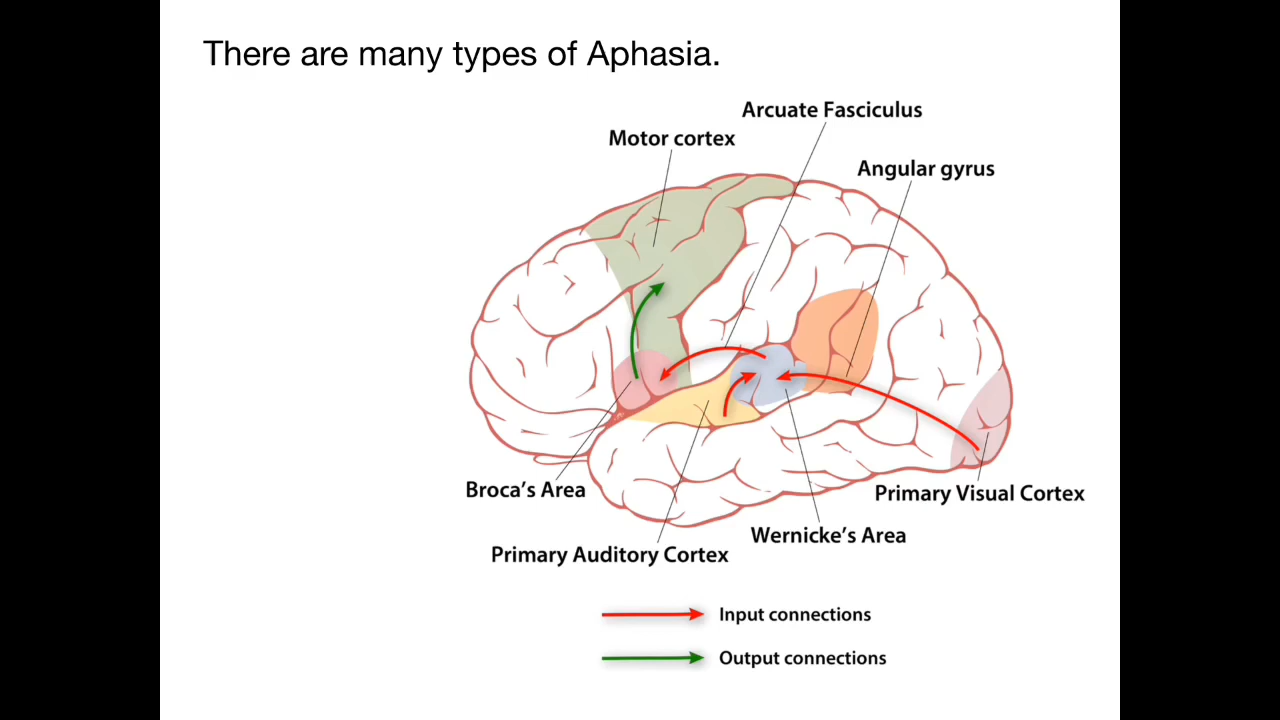 There are many types of Aphasia.
Arcuate Fasciculus
Motor cortex
Angular gyrus
Broca's Area
Primary Visual Cortex
Wernicke's Area
Primary Auditory Cortex
Input connections
Output connections